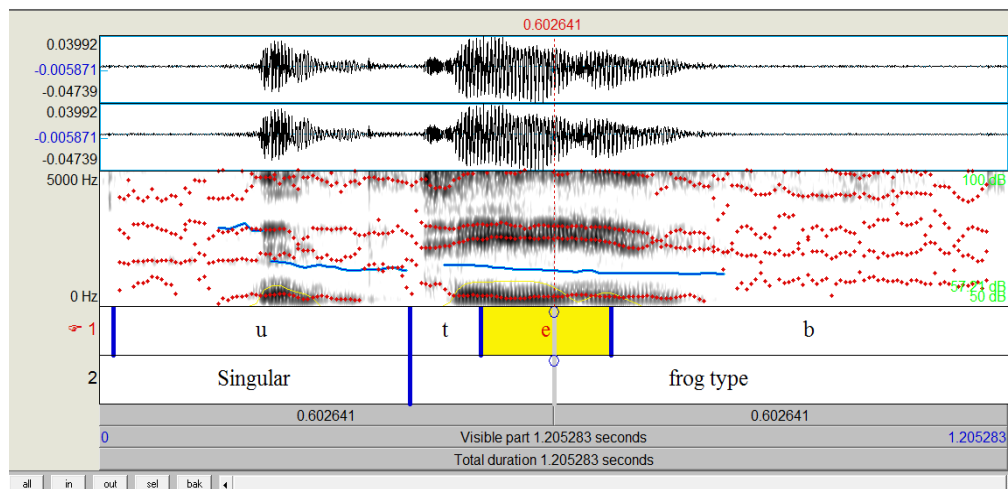 0.602641
0.03992
-0.005871
-0.04739
0.03992
-0.005871
-0.04739
5000 Hz 100 dB
0 Hz 50 dB
1 u t e b
2 Singular frog type
0.602641 0.602641
0 Visible part 1.205283 seconds 1.205283
Total duration 1.205283 seconds
all in out sel bak